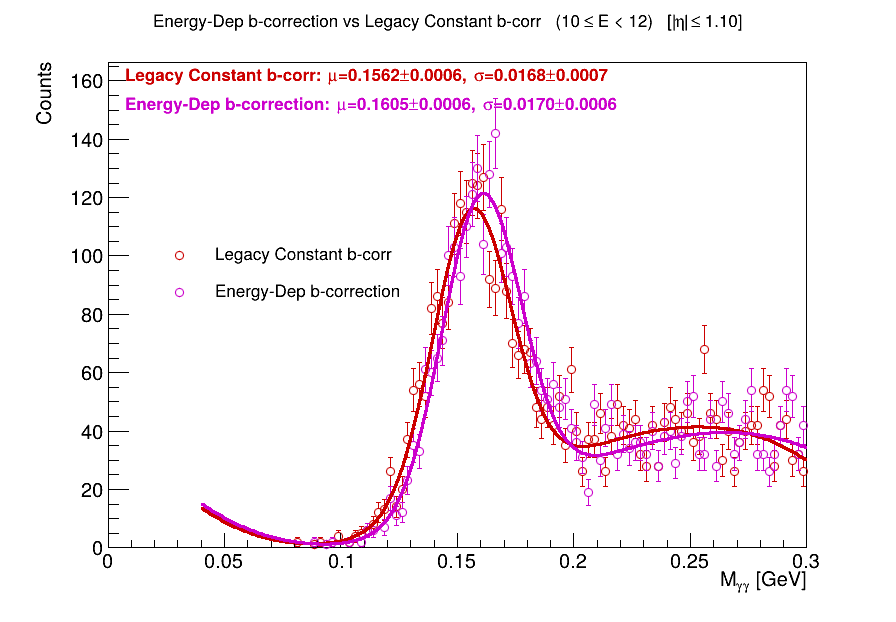 Energy-Dep b-correction vs Legacy Constant b-corr (10 ≤ E < 12) [|η| ≤ 1.10]
Counts
Legacy Constant b-corr: μ=0.1562±0.0006, σ=0.0168±0.0007
Energy-Dep b-correction: μ=0.1605±0.0006, σ=0.0170±0.0006
160
140
120
100
80
60
40
20
0
Legacy Constant b-corr
Energy-Dep b-correction
0 0.05 0.1 0.15 0.2 0.25 0.3
Mγγ [GeV]